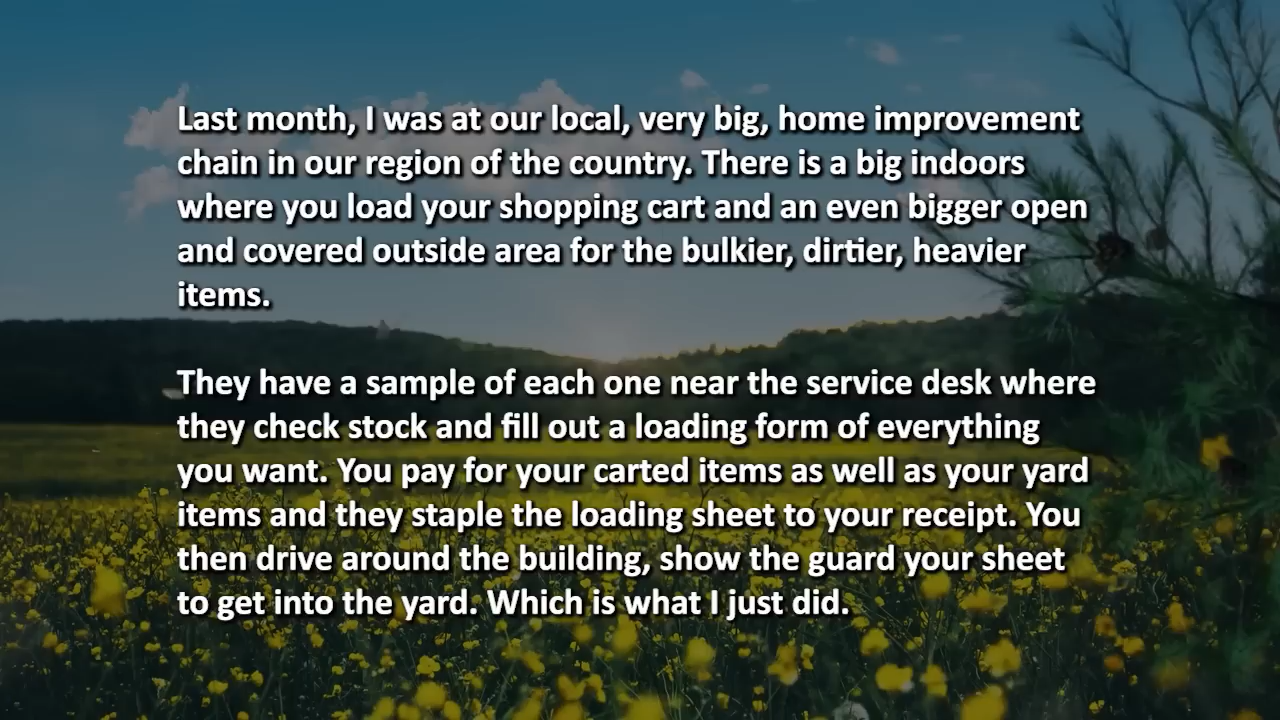 Last month, I was at our local, very big, home improvement
chain in our region of the country. There is a big indoors
where you load your shopping cart and an even bigger open
and covered outside area for the bulkier, dirtier, heavier
items.
They have a sample of each one near the service desk where
they check stock and fill out a loading form of everything
you want. You pay for your carted items as well as your yard
items and they staple the loading sheet to your receipt. You
then drive around the building, show the guard your sheet
to get into the yard. Which is what I just did.